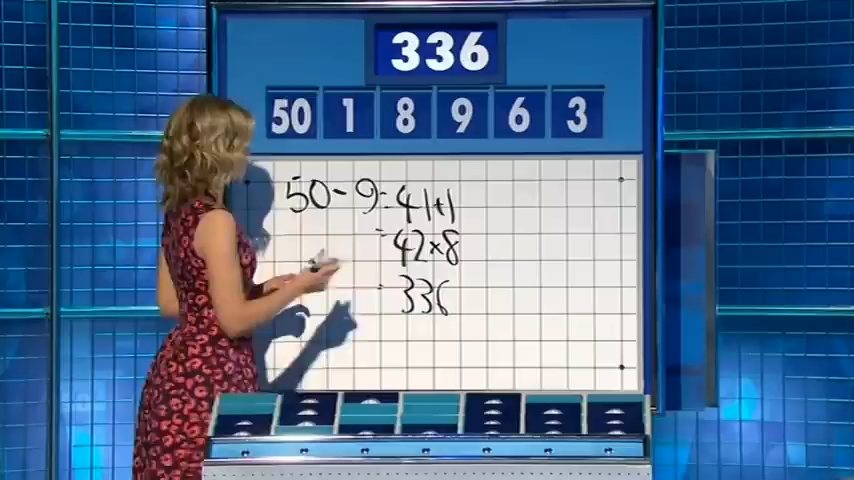 336
50 1 8 9 6 3
50 - 9 = 41 + 1
= 42 × 8
= 336